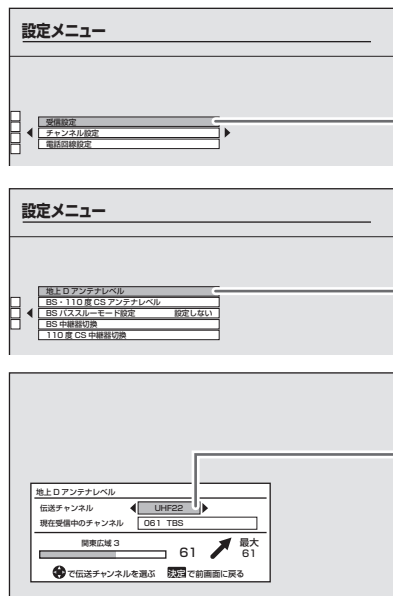 設定メニュー
受信設定
チャンネル設定
電話回線設定
設定メニュー
地上Dアンテナレベル
BS・110度CSアンテナレベル
BSパススルーモード設定 設定しない
BS中継器切換
110度CS中継器切換
地上Dアンテナレベル
伝送チャンネル UHF22
現在受信中のチャンネル 061 TBS
関東広域3 61 最大 61
で伝送チャンネルを選ぶ 決定で前画面に戻る